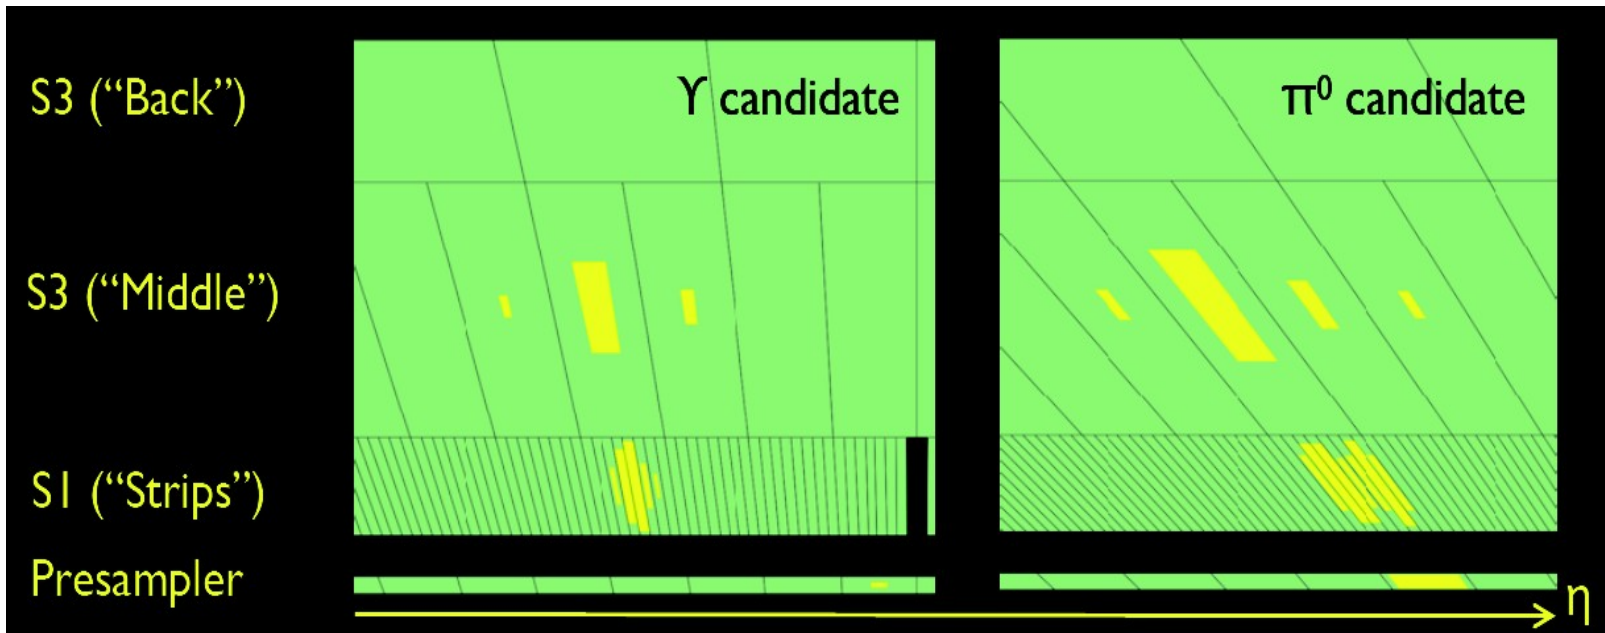 S3 ("Back")
ϒ candidate
π⁰ candidate
S3 ("Middle")
S1 ("Strips")
Presampler
η